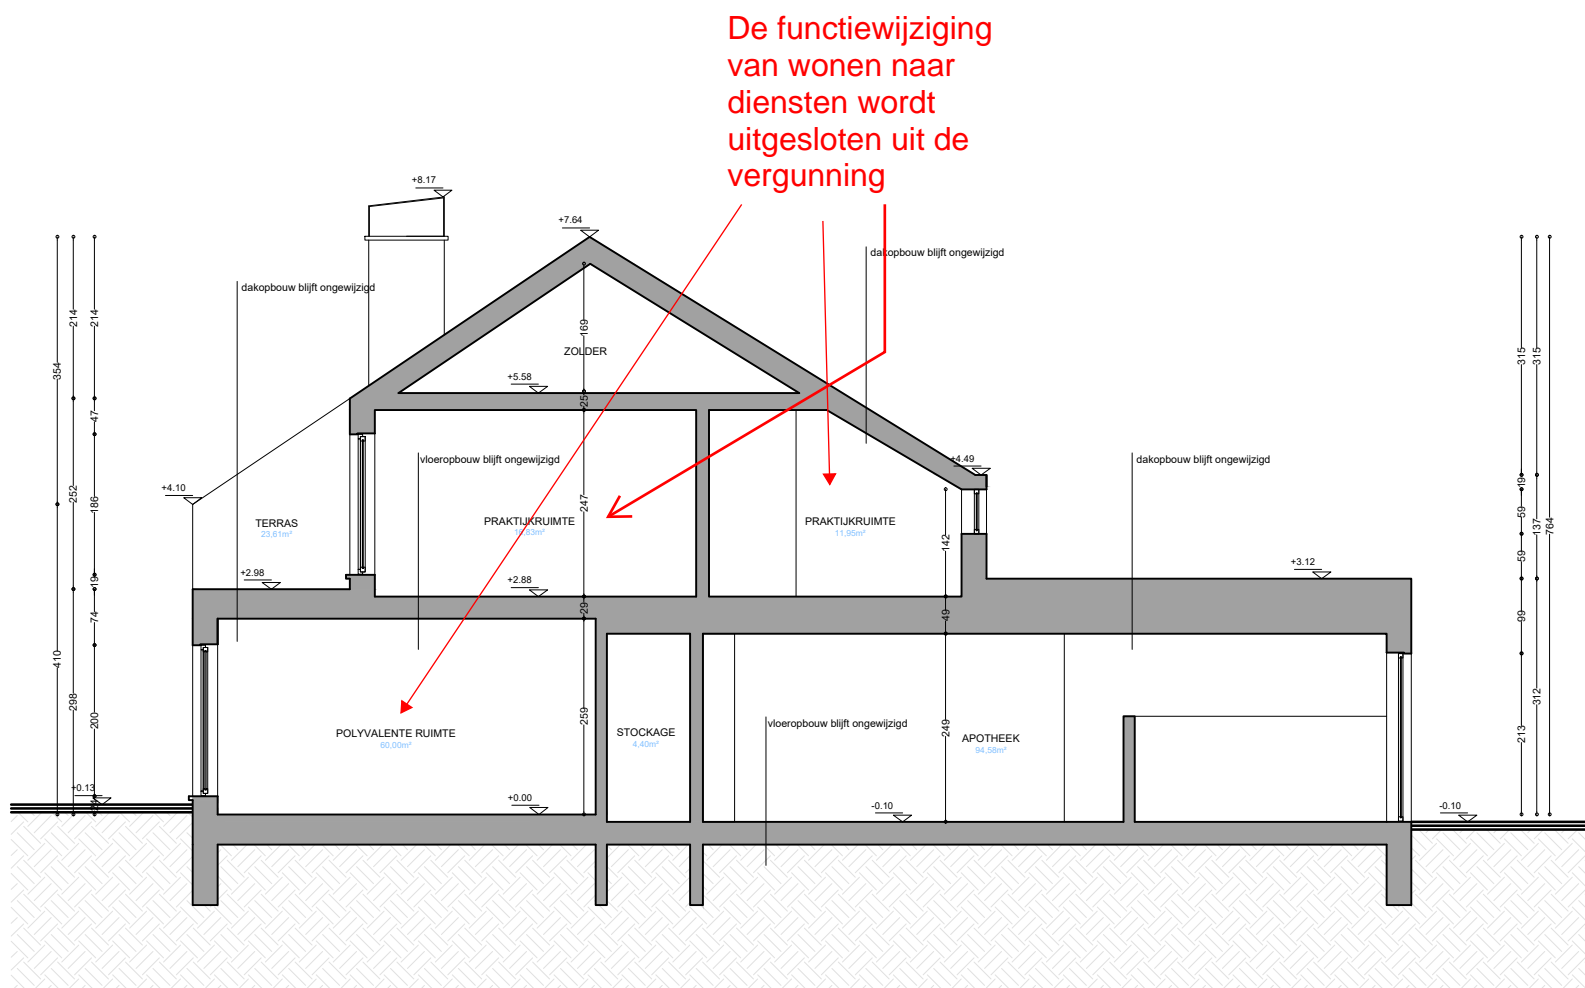 De functiewijziging
van wonen naar
diensten wordt
uitgesloten uit de
vergunning
+8.17
+7.64
dakopbouw blijft ongewijzigd
dakopbouw blijft ongewijzigd
214
214
354
169
ZOLDER
315
315
+5.58
25
47
vloeropbouw blijft ongewijzigd
+4.49
dakopbouw blijft ongewijzigd
+4.10
252
186
247
19
59
137
764
TERRAS
23,61m²
PRAKTIJKRUIMTE
PRAKTIJKRUIMTE
11,95m²
142
59
+2.98
19
+2.88
+3.12
74
29
49
99
410
298
200
259
249
213
312
POLYVALENTE RUIMTE
60,00m²
STOCKAGE
4,40m²
vloeropbouw blijft ongewijzigd
APOTHEEK
94,58m²
+0.13
+0.00
-0.10
-0.10